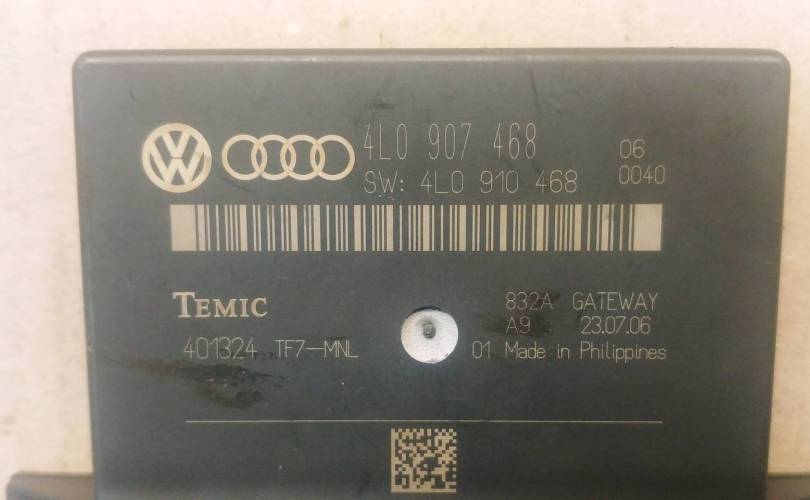 4L0 907 468 06
SW: 4L0 910 468 0040
TEMIC 832A GATEWAY
A9 23.07.06
401324 TF7-MNL 01 Made in Philippines